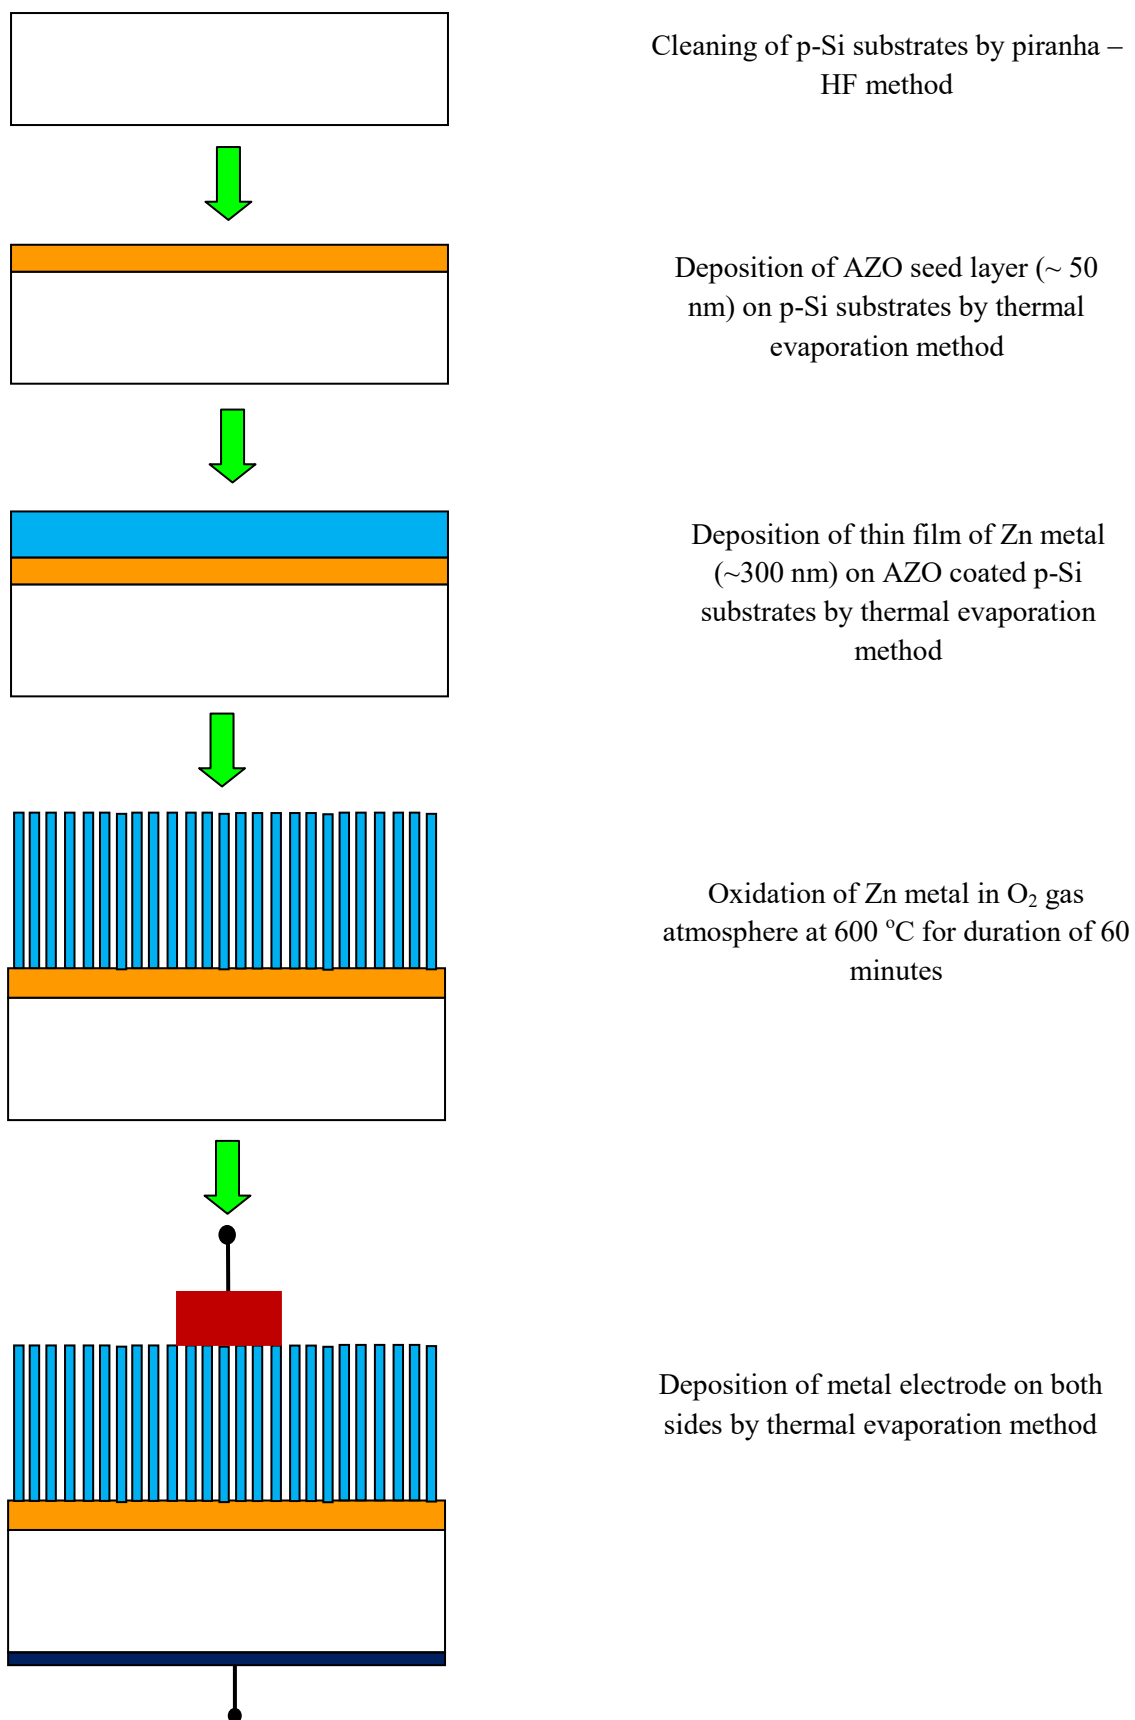 Cleaning of p-Si substrates by piranha –
HF method
Deposition of AZO seed layer (~ 50
nm) on p-Si substrates by thermal
evaporation method
Deposition of thin film of Zn metal
(~300 nm) on AZO coated p-Si
substrates by thermal evaporation
method
Oxidation of Zn metal in O₂ gas
atmosphere at 600 °C for duration of 60
minutes
Deposition of metal electrode on both
sides by thermal evaporation method